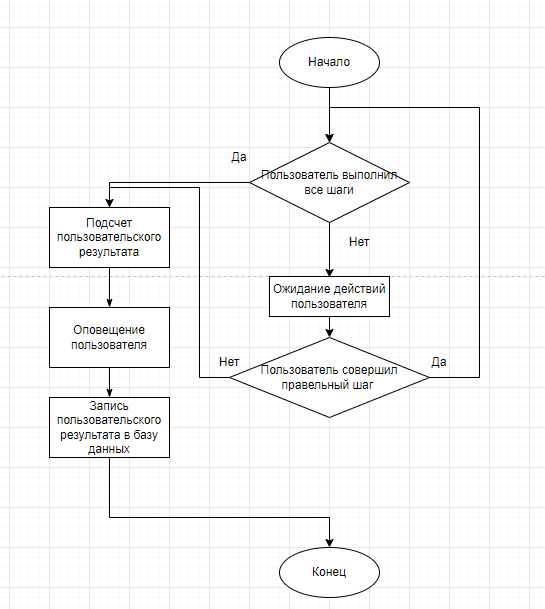 Начало
Да
Пользователь выполнил
все шаги
Подсчет
пользовательского
результата
Нет
Ожидание действий
пользователя
Оповещение
пользователя
Нет
Пользователь совершил
правельный шаг
Да
Запись
пользовательского
результата в базу
данных
Конец